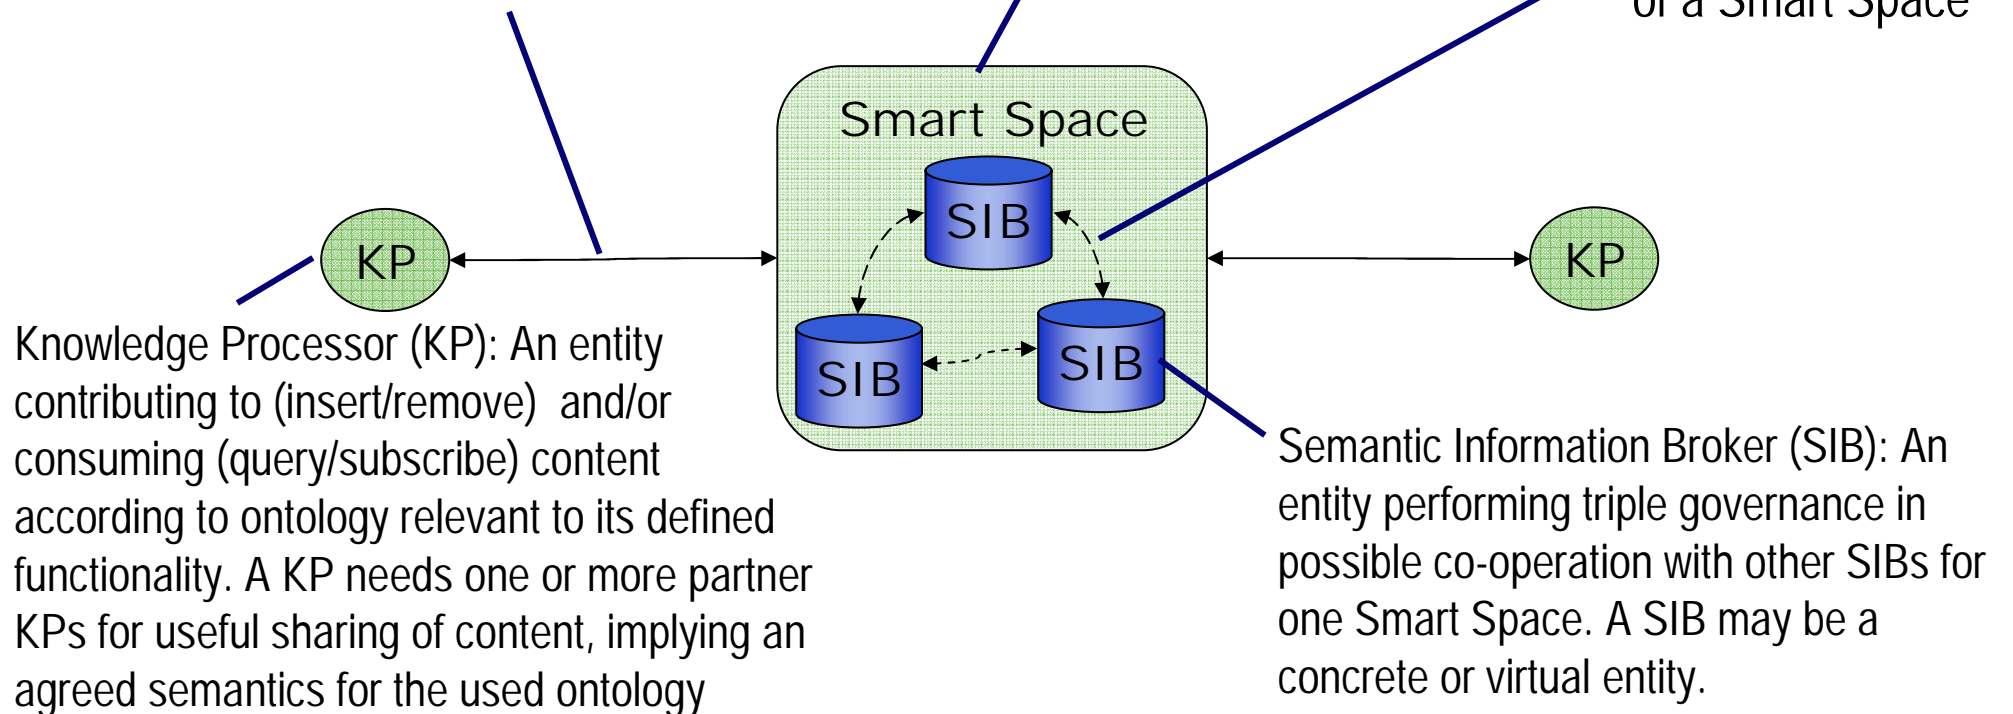 of a Smart Space
Smart Space
SIB
KP
KP
SIB
SIB
Knowledge Processor (KP): An entity
contributing to (insert/remove) and/or
consuming (query/subscribe) content
according to ontology relevant to its defined
functionality. A KP needs one or more partner
KPs for useful sharing of content, implying an
agreed semantics for the used ontology
Semantic Information Broker (SIB): An
entity performing triple governance in
possible co-operation with other SIBs for
one Smart Space. A SIB may be a
concrete or virtual entity.